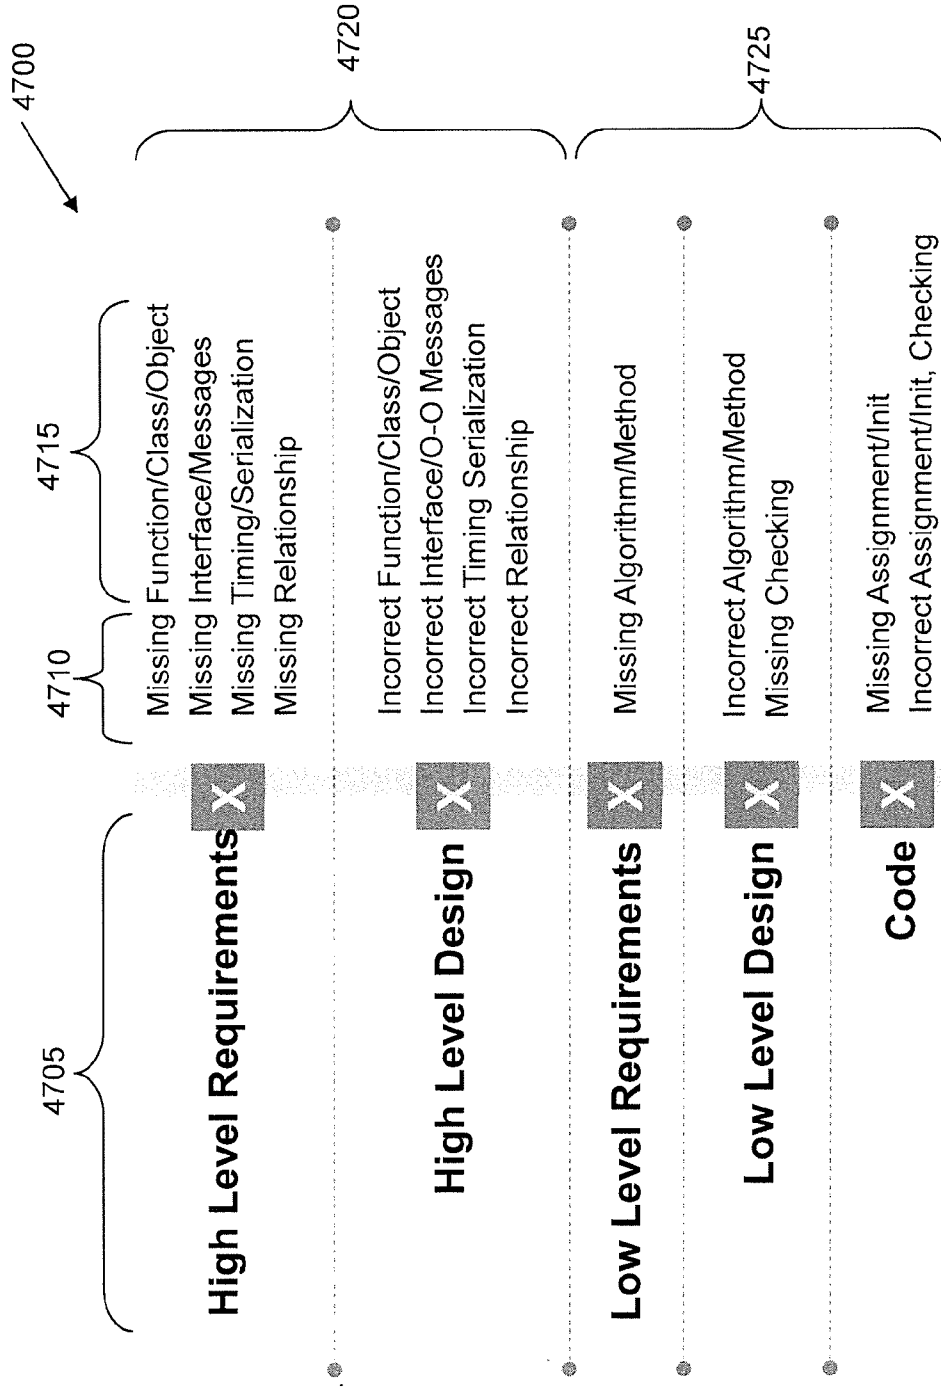 4700
4705
4710
4715
High Level Requirements
X
Missing Function/Class/Object
Missing Interface/Messages
Missing Timing/Serialization
Missing Relationship
4720
High Level Design
X
Incorrect Function/Class/Object
Incorrect Interface/O-O Messages
Incorrect Timing Serialization
Incorrect Relationship
Low Level Requirements
X
Missing Algorithm/Method
4725
Low Level Design
X
Incorrect Algorithm/Method
Missing Checking
Code
X
Missing Assignment/Init
Incorrect Assignment/Init, Checking